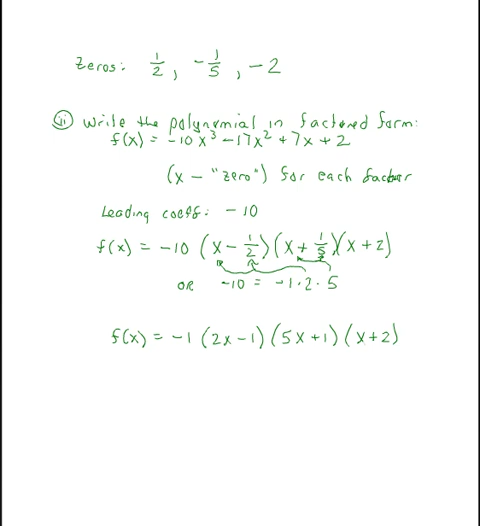 Zeros: 1/2, -1/5, -2
ii) Write the polynomial in factored form:
f(x) = -10x³ -17x² + 7x + 2
(x - "zero") for each factor
Leading coeff: -10
f(x) = -10 (x - 1/2)(x + 1/5)(x + 2)
OR -10 = -1·2·5
f(x) = -1 (2x -1)(5x +1)(x+2)